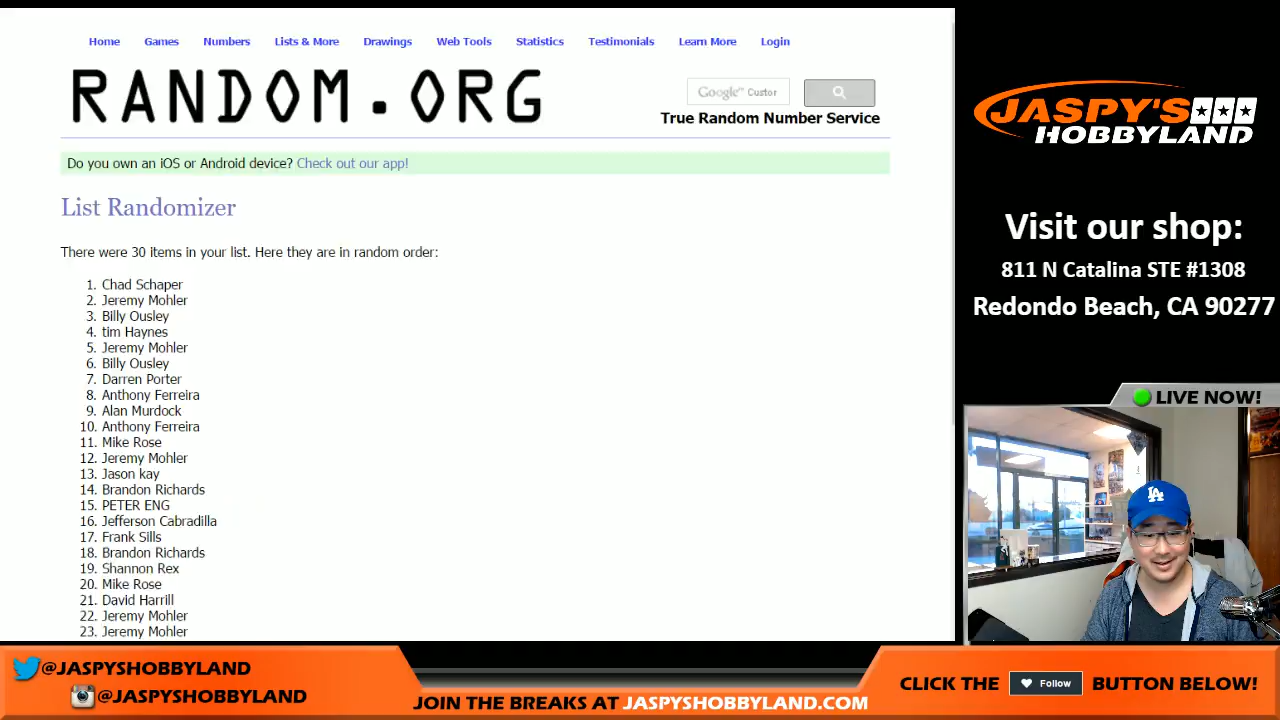 Home Games Numbers Lists & More Drawings Web Tools Statistics Testimonials Learn More Login
RANDOM.ORG
Google™ Custor
True Random Number Service
Do you own an iOS or Android device? Check out our app!
List Randomizer
There were 30 items in your list. Here they are in random order:
1. Chad Schaper
2. Jeremy Mohler
3. Billy Ousley
4. tim Haynes
5. Jeremy Mohler
6. Billy Ousley
7. Darren Porter
8. Anthony Ferreira
9. Alan Murdock
10. Anthony Ferreira
11. Mike Rose
12. Jeremy Mohler
13. Jason kay
14. Brandon Richards
15. PETER ENG
16. Jefferson Cabradilla
17. Frank Sills
18. Brandon Richards
19. Shannon Rex
20. Mike Rose
21. David Harrill
22. Jeremy Mohler
23. Jeremy Mohler
JASPY'S
HOBBYLAND
Visit our shop:
811 N Catalina STE #1308
Redondo Beach, CA 90277
LIVE NOW!
LA
@JASPYSHOBBYLAND
@JASPYSHOBBYLAND
JOIN THE BREAKS AT JASPYSHOBBYLAND.COM
CLICK THE Follow BUTTON BELOW!